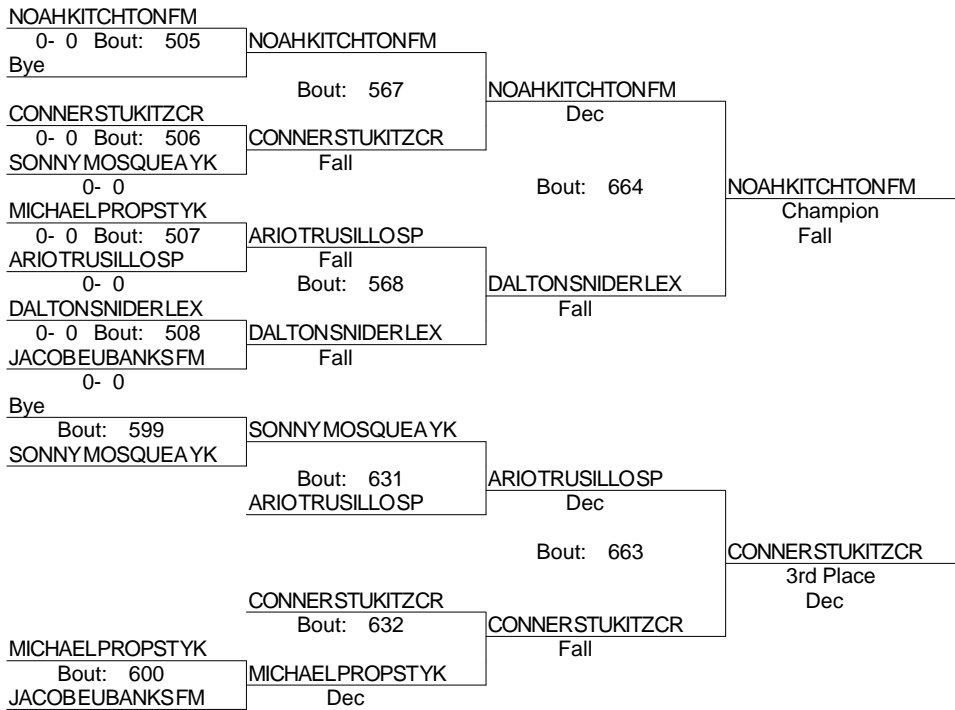 NOAHKITCHTONFM
0- 0 Bout: 505 NOAHKITCHTONFM
Bye
Bout: 567 NOAHKITCHTONFM
CONNERSTUKITZCR Dec
0- 0 Bout: 506 CONNERSTUKITZCR
SONNYMOSQUEAYK Fall
0- 0 Bout: 664 NOAHKITCHTONFM
MICHAELPROPSTYK Champion
0- 0 Bout: 507 ARIOTRUSILLOSP Fall
ARIOTRUSILLOSP Fall
0- 0 Bout: 568 DALTONSNIDERLEX
DALTONSNIDERLEX Fall
0- 0 Bout: 508 DALTONSNIDERLEX
JACOBEUBANKSFM Fall
0- 0
Bye
Bout: 599 SONNYMOSQUEAYK
SONNYMOSQUEAYK
Bout: 631 ARIOTRUSILLOSP
ARIOTRUSILLOSP Dec
Bout: 663 CONNERSTUKITZCR
3rd Place
CONNERSTUKITZCR Dec
Bout: 632 CONNERSTUKITZCR
MICHAELPROPSTYK Fall
Bout: 600 MICHAELPROPSTYK
JACOBEUBANKSFM Dec